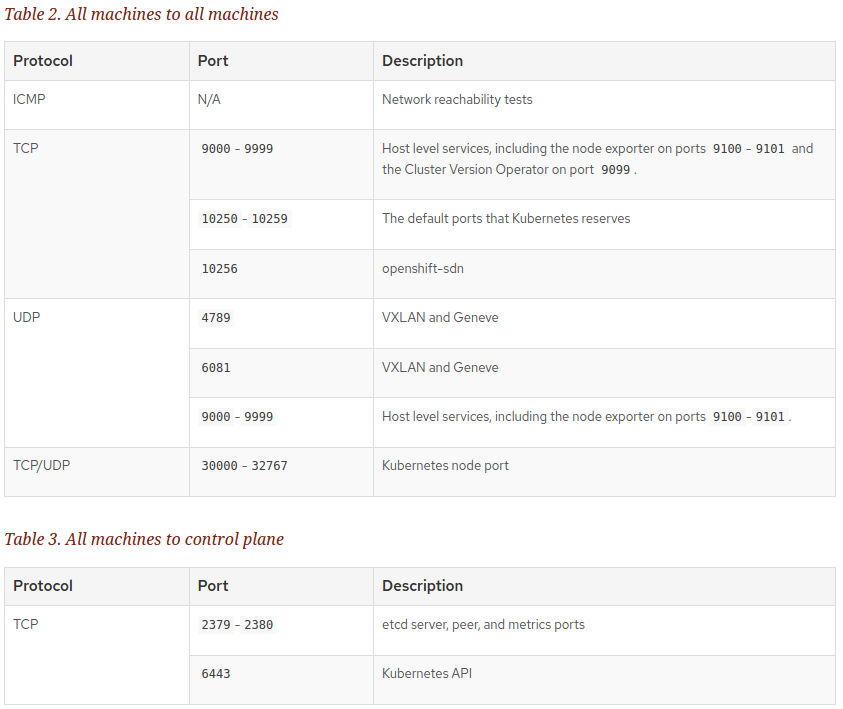 Table 2. All machines to all machines
Protocol Port Description
ICMP N/A Network reachability tests
TCP 9000 - 9999 Host level services, including the node exporter on ports 9100 - 9101 and
the Cluster Version Operator on port 9099 .
10250 - 10259 The default ports that Kubernetes reserves
10256 openshift-sdn
UDP 4789 VXLAN and Geneve
6081 VXLAN and Geneve
9000 - 9999 Host level services, including the node exporter on ports 9100 - 9101 .
TCP/UDP 30000 - 32767 Kubernetes node port
Table 3. All machines to control plane
Protocol Port Description
TCP 2379 - 2380 etcd server, peer, and metrics ports
6443 Kubernetes API